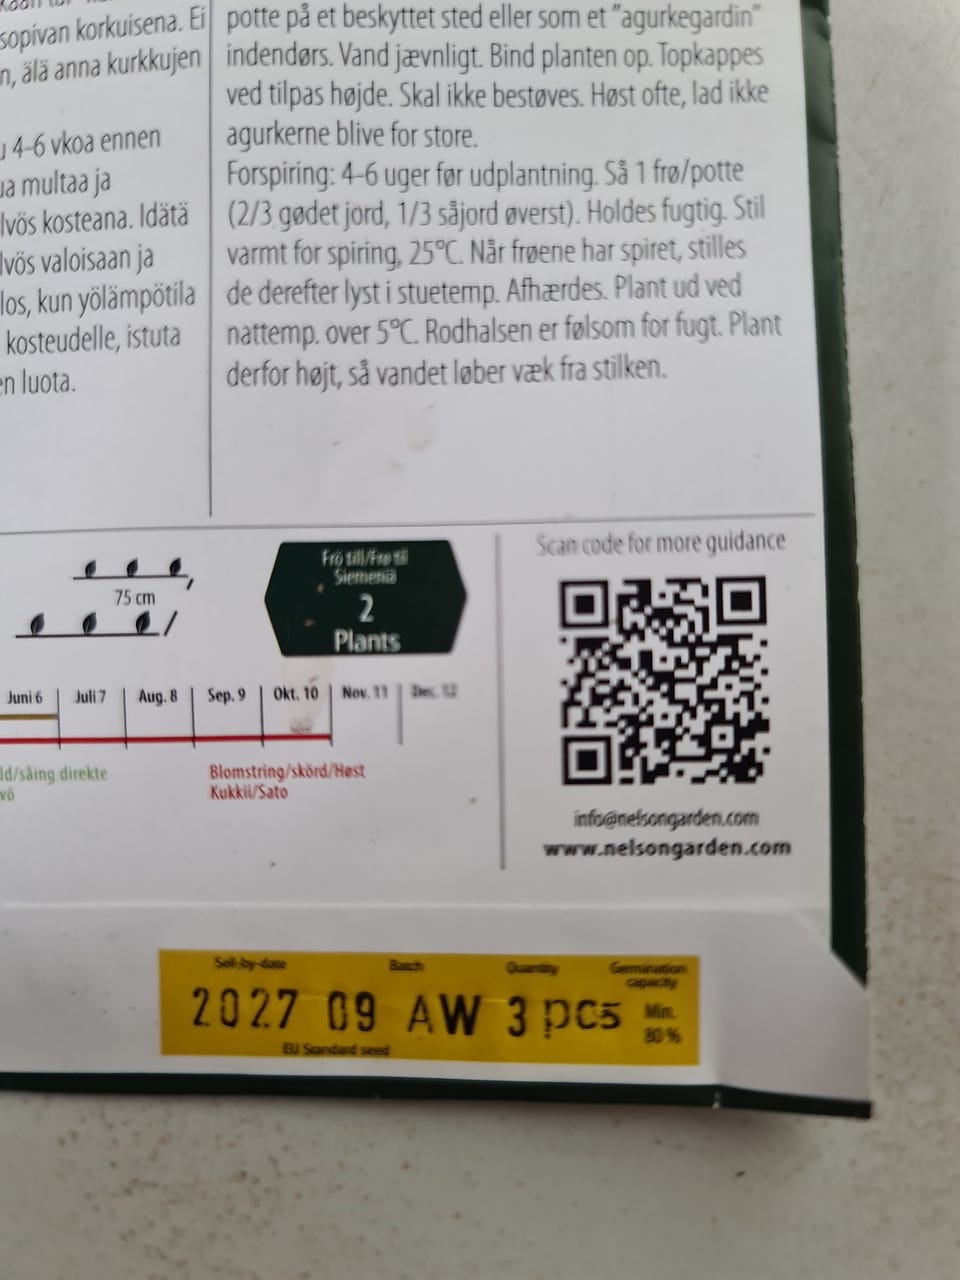 sopivan korkuisena. Ei
n, älä anna kurkkujen
4-6 vkoa ennen
ua multaa ja
lvös kosteana. Idätä
lvös valoisaan ja
los, kun yölämpötila
kosteudelle, istuta
en luota.
potte på et beskyttet sted eller som et "agurkegardin"
indendørs. Vand jævnligt. Bind planten op. Topkappes
ved tilpas højde. Skal ikke bestøves. Høst ofte, lad ikke
agurkerne blive for store.
Forspiring: 4-6 uger før udplantning. Så 1 frø/potte
(2/3 gødet jord, 1/3 såjord øverst). Holdes fugtig. Stil
varmt for spiring, 25°C. Når frøene har spiret, stilles
de derefter lyst i stuetemp. Afhærdes. Plant ud ved
nattemp. over 5°C. Rodhalsen er følsom for fugt. Plant
derfor højt, så vandet løber væk fra stilken.
75 cm
Frö till/Frø til
Siemeniä
2
Plants
Scan code for more guidance
Juni 6 Juli 7 Aug. 8 Sep. 9 Okt. 10 Nov. 11 Dec. 12
dd/såing direkte
vö
Blomstring/skörd/Høst
Kukkii/Sato
info@nelsongarden.com
www.nelsongarden.com
Sell-by-date Batch Quantity Germination capacity
2027 09 AW 3 pcs Min. 80 %
EU Standard seed